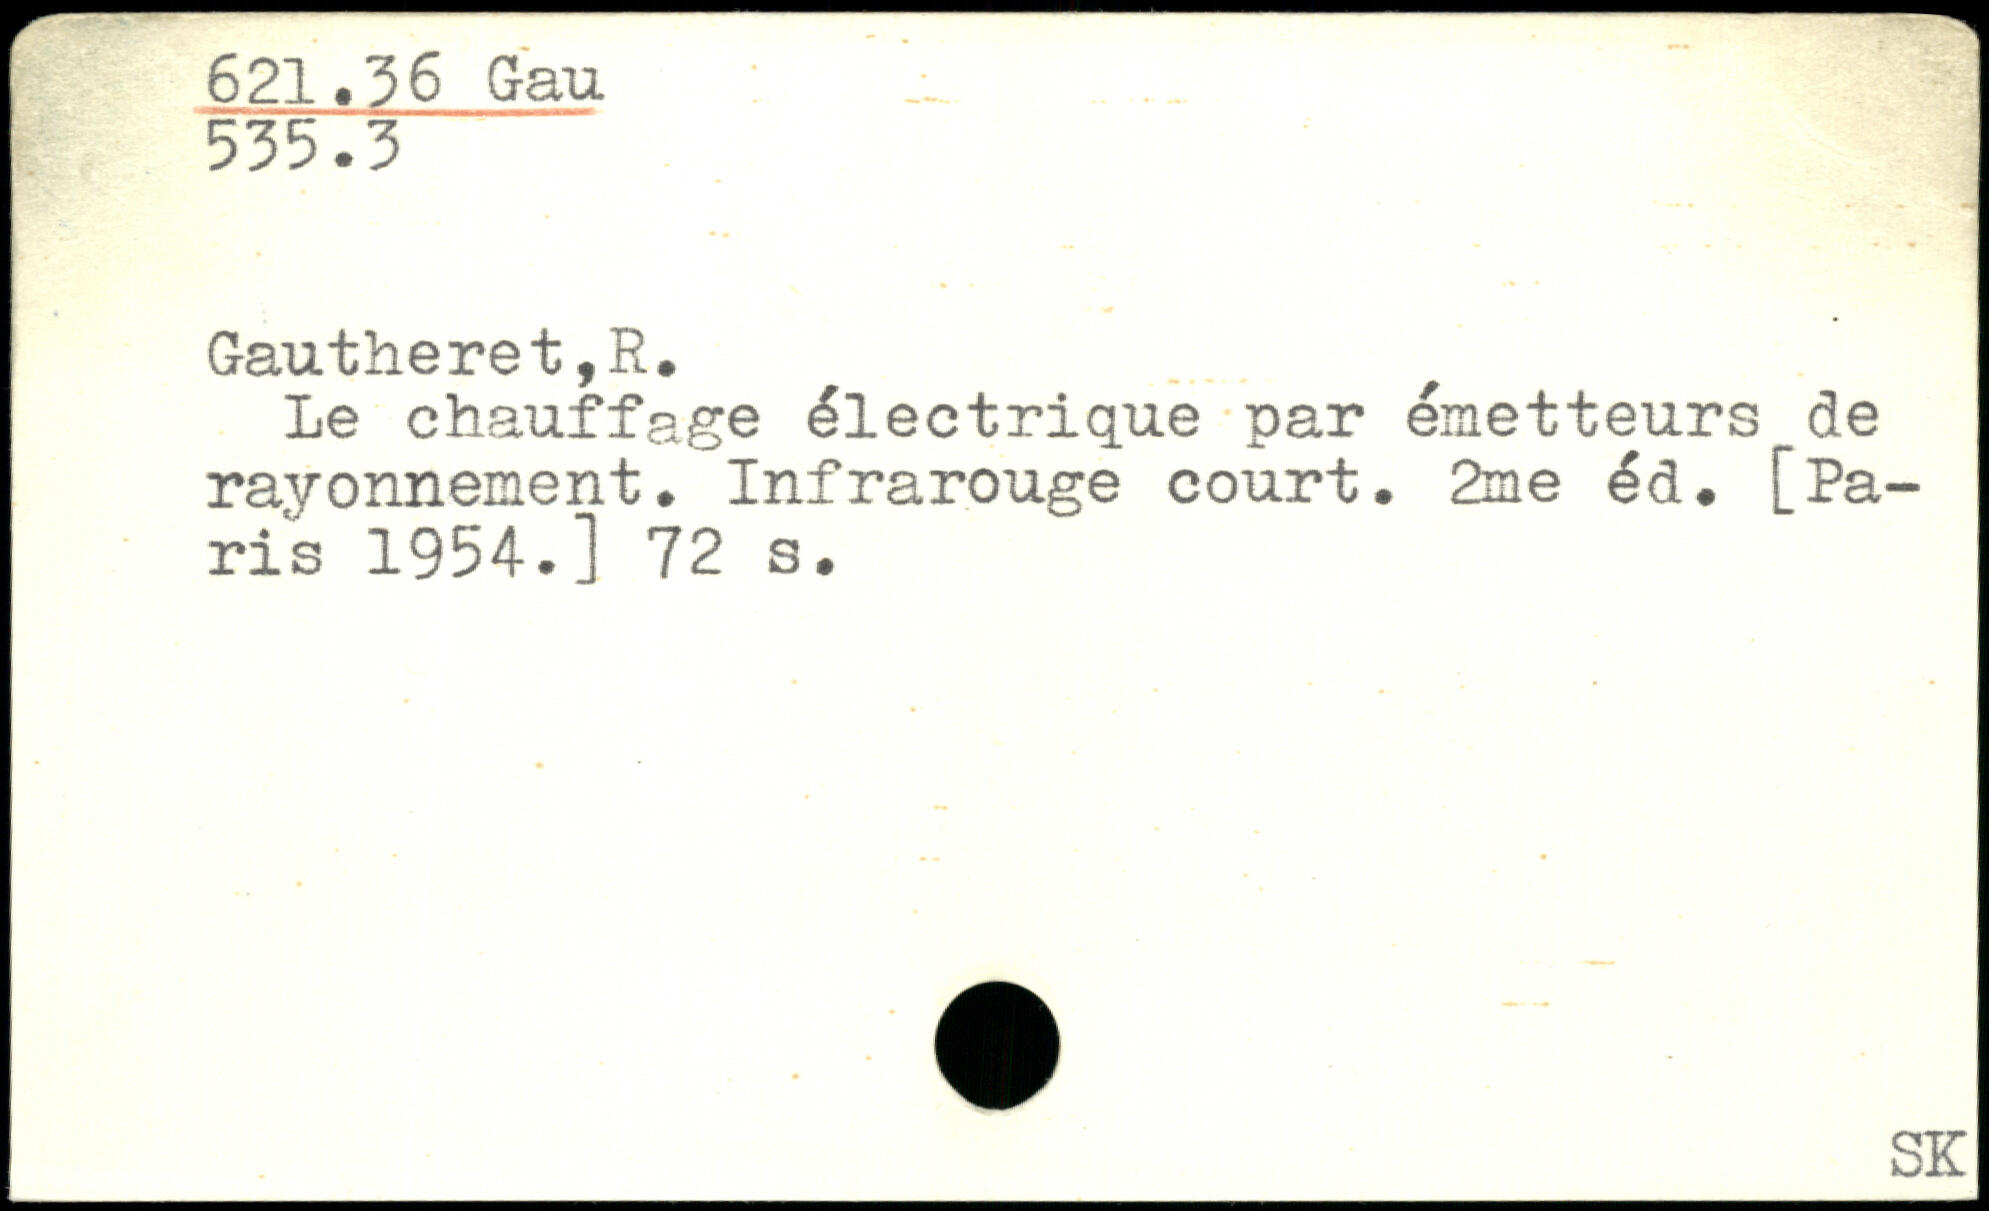 621.36 Gau
535.3
Gautheret,R.
Le chauffage électrique par émetteurs de
rayonnement. Infrarouge court. 2me éd. [Pa-
ris 1954.] 72 s.
SK